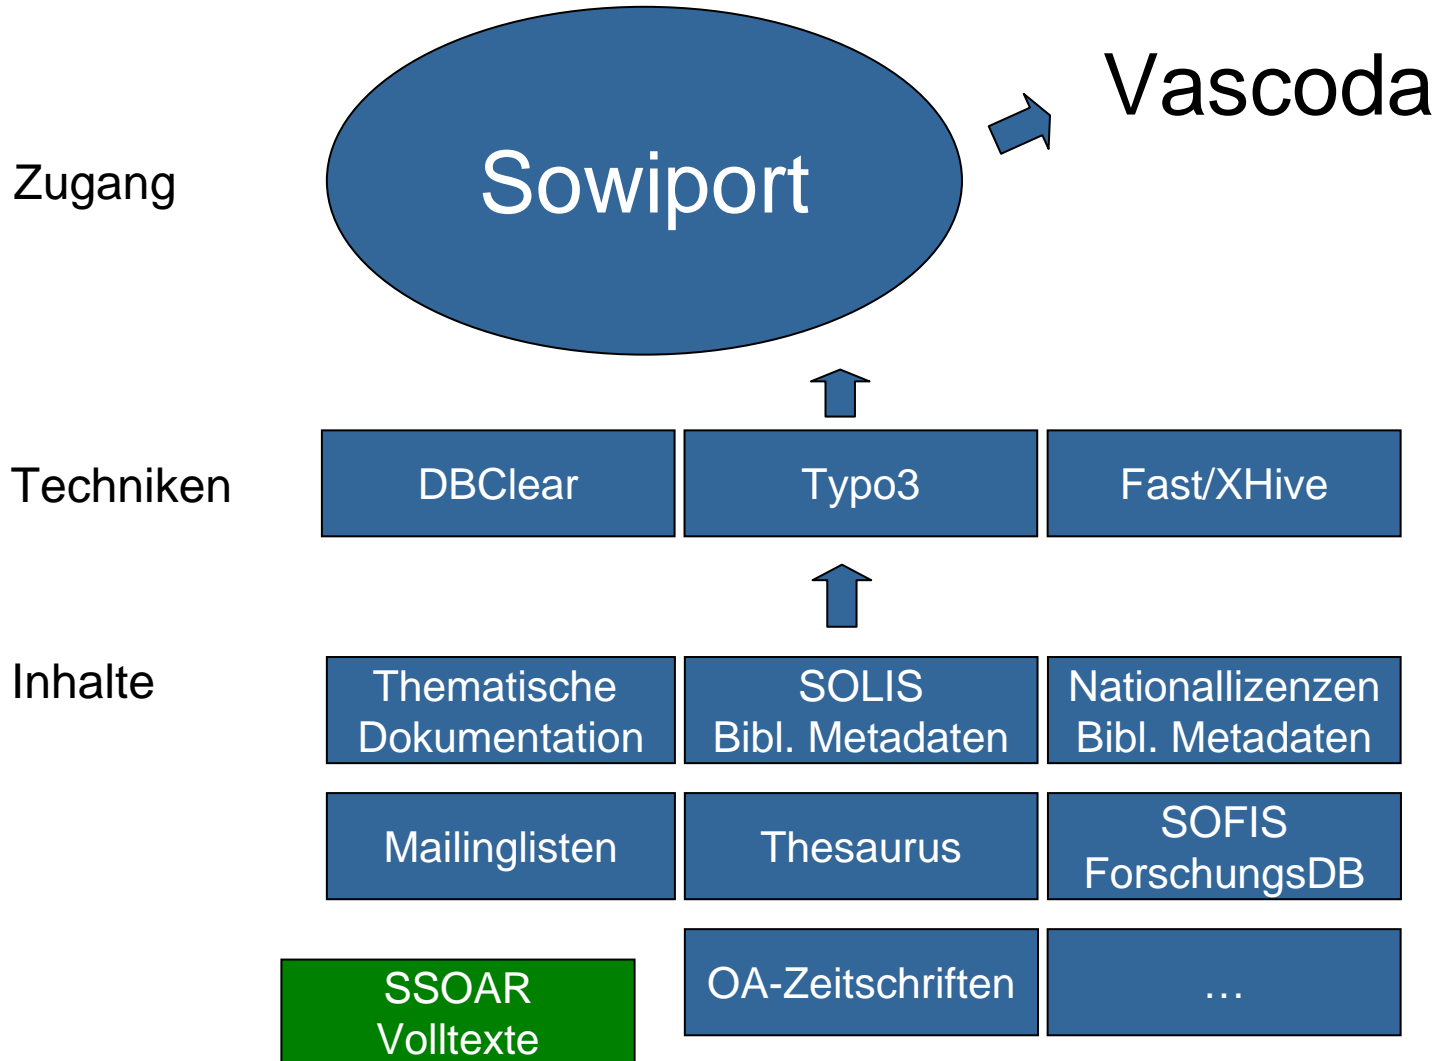 Vascoda
Zugang
Sowiport
Techniken
DBClear
Typo3
Fast/XHive
Inhalte
Thematische
Dokumentation
SOLIS
Bibl. Metadaten
Nationallizenzen
Bibl. Metadaten
Mailinglisten
Thesaurus
SOFIS
ForschungsDB
SSOAR
Volltexte
OA-Zeitschriften
…